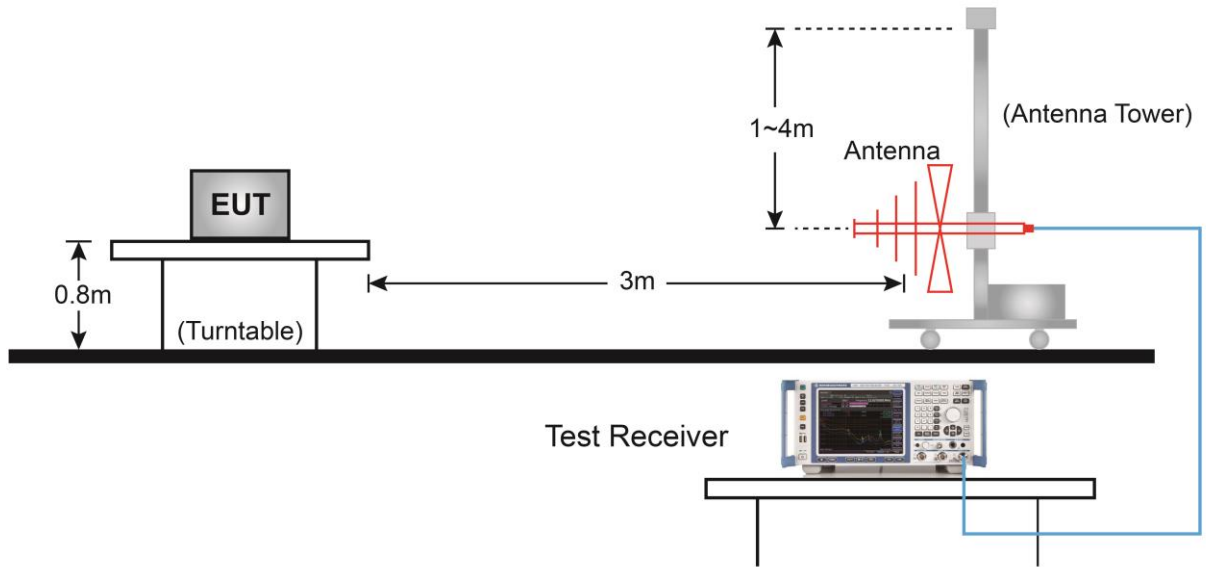 1~4m
(Antenna Tower)
Antenna
EUT
0.8m
3m
(Turntable)
Test Receiver